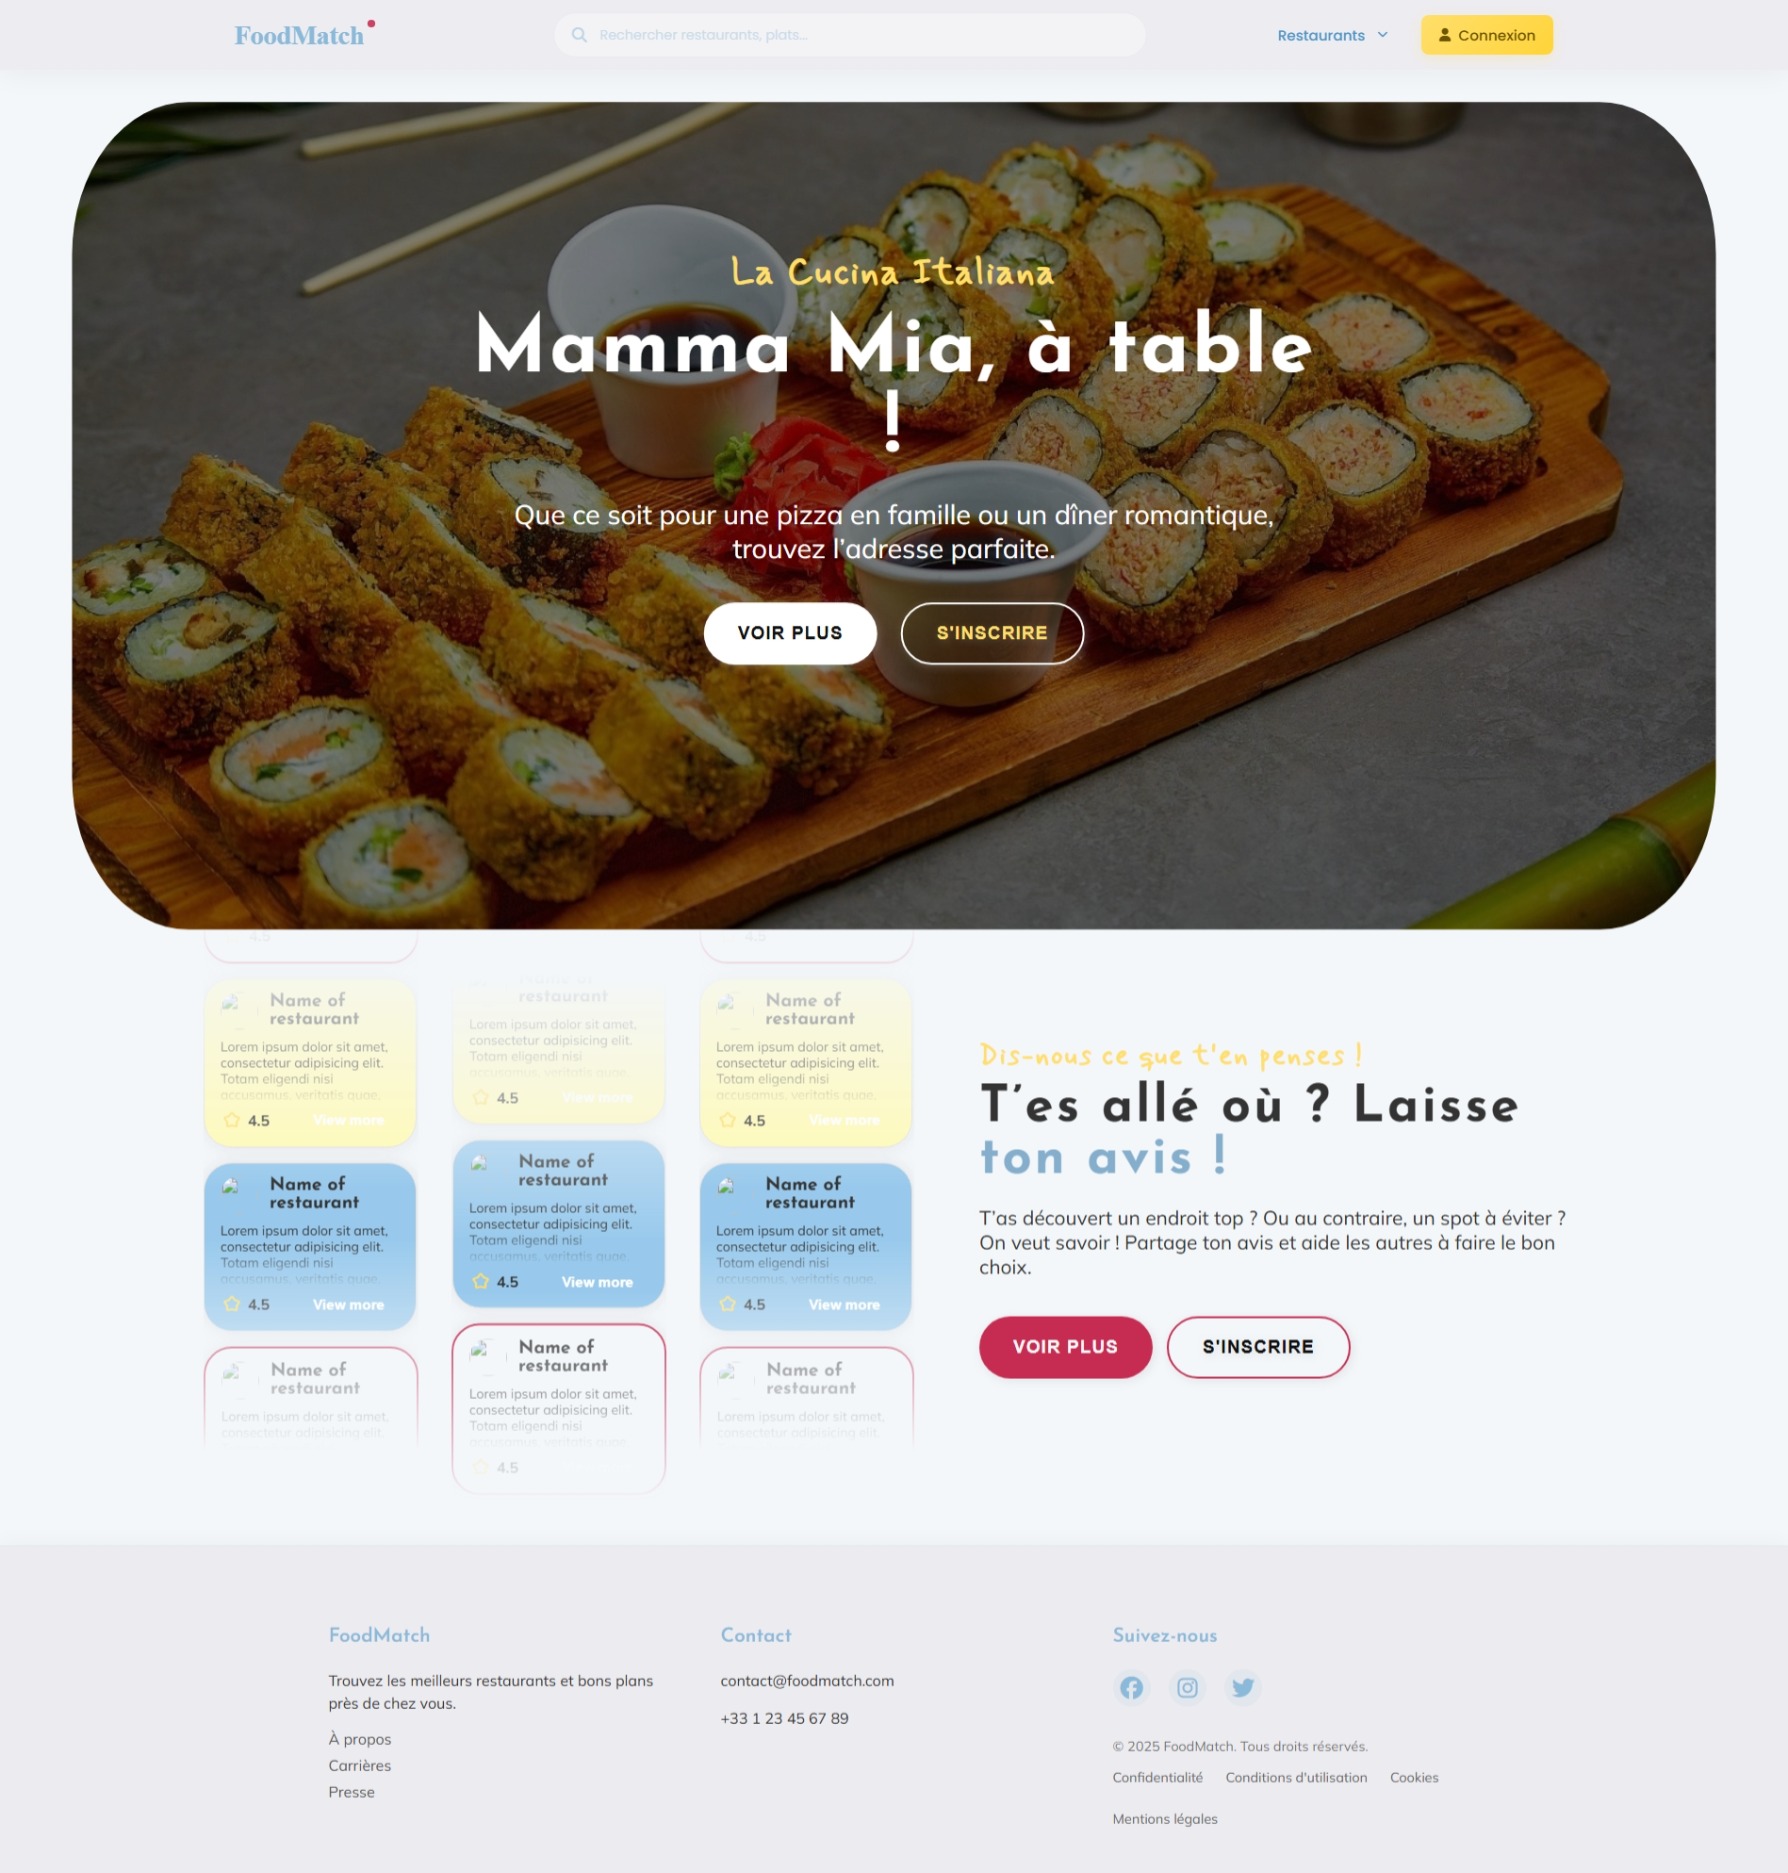 FoodMatch
Rechercher restaurants, plats...
Restaurants
Connexion
La Cucina Italiana
Mamma Mia, à table
!
Que ce soit pour une pizza en famille ou un dîner romantique,
trouvez l'adresse parfaite.
VOIR PLUS
S'INSCRIRE
4.5
Name of
restaurant
Lorem ipsum dolor sit amet,
consectetur adipisicing elit.
Totam eligendi nisi
accusamus, veritatis quae,
4.5
View more
Name of
restaurant
Lorem ipsum dolor sit amet,
consectetur adipisicing elit.
Totam eligendi nisi
accusamus, veritatis quae,
4.5
View more
Name of
restaurant
Lorem ipsum dolor sit amet,
consectetur adipisicing elit.
restaurant
Lorem ipsum dolor sit amet,
consectetur adipisicing elit.
Totam eligendi nisi
accusamus, veritatis quae,
4.5
View more
Name of
restaurant
Lorem ipsum dolor sit amet,
consectetur adipisicing elit.
Totam eligendi nisi
accusamus, veritatis quae,
4.5
View more
Name of
restaurant
Lorem ipsum dolor sit amet,
consectetur adipisicing elit.
Totam eligendi nisi
accusamus, veritatis quae,
4.5
4.5
Name of
restaurant
Lorem ipsum dolor sit amet,
consectetur adipisicing elit.
Totam eligendi nisi
accusamus, veritatis quae,
4.5
View more
Name of
restaurant
Lorem ipsum dolor sit amet,
consectetur adipisicing elit.
Totam eligendi nisi
accusamus, veritatis quae,
4.5
View more
Name of
restaurant
Lorem ipsum dolor sit amet,
consectetur adipisicing elit.
Dis-nous ce que t'en penses !
T'es allé où ? Laisse
ton avis !
T'as découvert un endroit top ? Ou au contraire, un spot à éviter ?
On veut savoir ! Partage ton avis et aide les autres à faire le bon
choix.
VOIR PLUS
S'INSCRIRE
FoodMatch
Trouvez les meilleurs restaurants et bons plans
près de chez vous.
À propos
Carrières
Presse
Contact
contact@foodmatch.com
+33 1 23 45 67 89
Suivez-nous
© 2025 FoodMatch. Tous droits réservés.
Confidentialité
Conditions d'utilisation
Cookies
Mentions légales